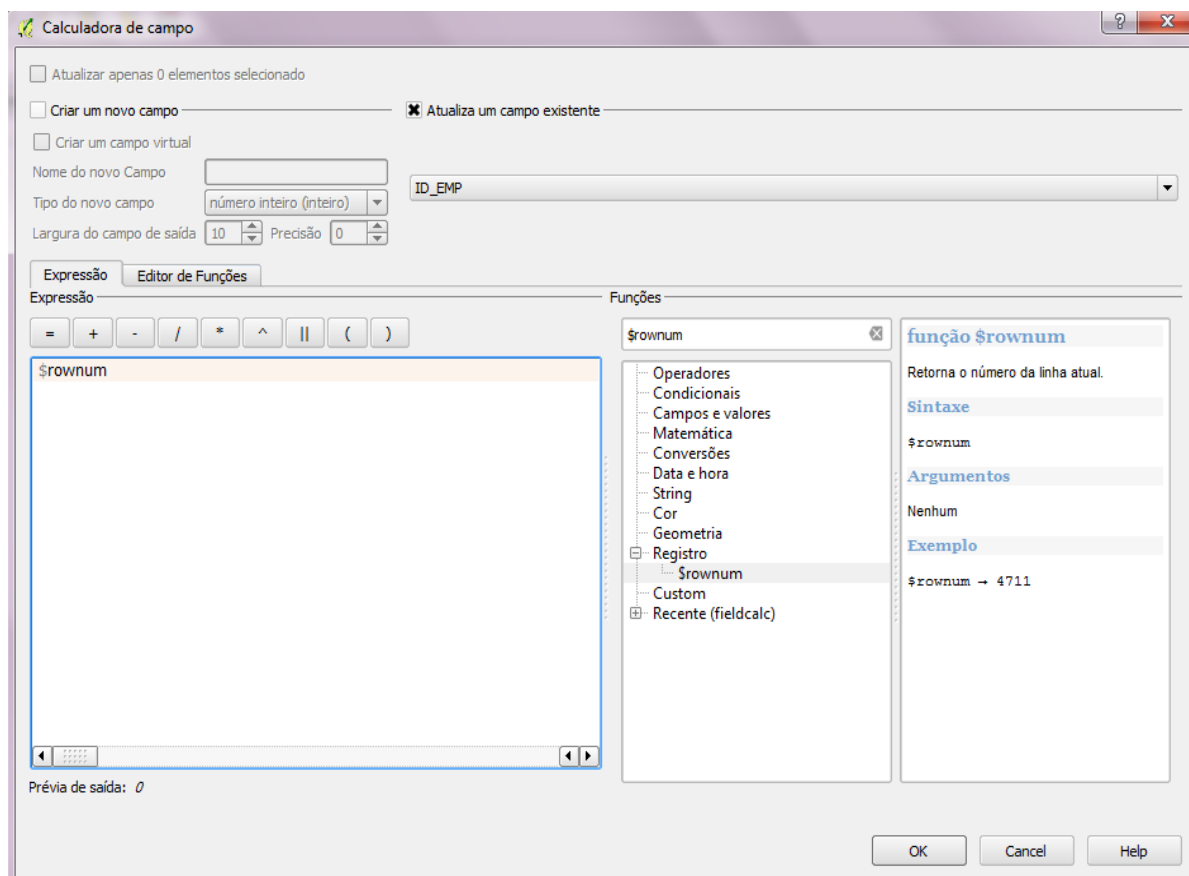 Calculadora de campo
Atualizar apenas 0 elementos selecionado
Criar um novo campo
Atualiza um campo existente
Criar um campo virtual
Nome do novo Campo
Tipo do novo campo
número inteiro (inteiro)
Largura do campo de saída
10
Precisão
0
ID_EMP
Expressão
Editor de Funções
Expressão
= + - / * ^ || ( )
$rownum
Prévia de saída: 0
Funções
$rownum
Operadores
Condicionais
Campos e valores
Matemática
Conversões
Data e hora
String
Cor
Geometria
Registro
$rownum
Custom
Recente (fieldcalc)
função $rownum
Retorna o número da linha atual.
Sintaxe
$rownum
Argumentos
Nenhum
Exemplo
$rownum → 4711
OK
Cancel
Help